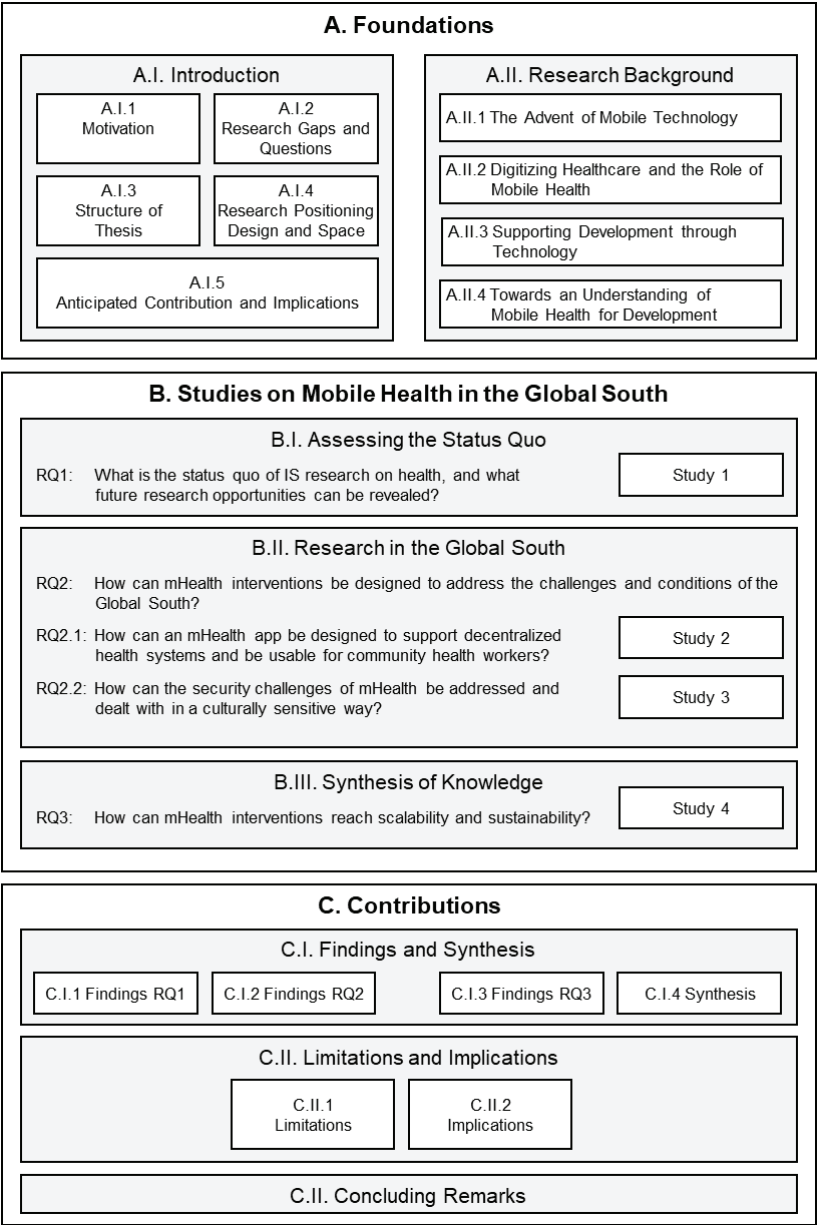 A. Foundations
A.I. Introduction
A.I.1
Motivation
A.I.2
Research Gaps and
Questions
A.I.3
Structure of
Thesis
A.I.4
Research Positioning
Design and Space
A.I.5
Anticipated Contribution and Implications
A.II. Research Background
A.II.1 The Advent of Mobile Technology
A.II.2 Digitizing Healthcare and the Role of
Mobile Health
A.II.3 Supporting Development through
Technology
A.II.4 Towards an Understanding of
Mobile Health for Development
B. Studies on Mobile Health in the Global South
B.I. Assessing the Status Quo
RQ1: What is the status quo of IS research on health, and what
future research opportunities can be revealed?
Study 1
B.II. Research in the Global South
RQ2: How can mHealth interventions be designed to address the challenges and conditions of the
Global South?
RQ2.1: How can an mHealth app be designed to support decentralized
health systems and be usable for community health workers?
Study 2
RQ2.2: How can the security challenges of mHealth be addressed and
dealt with in a culturally sensitive way?
Study 3
B.III. Synthesis of Knowledge
RQ3: How can mHealth interventions reach scalability and sustainability?
Study 4
C. Contributions
C.I. Findings and Synthesis
C.I.1 Findings RQ1
C.I.2 Findings RQ2
C.I.3 Findings RQ3
C.I.4 Synthesis
C.II. Limitations and Implications
C.II.1
Limitations
C.II.2
Implications
C.II. Concluding Remarks